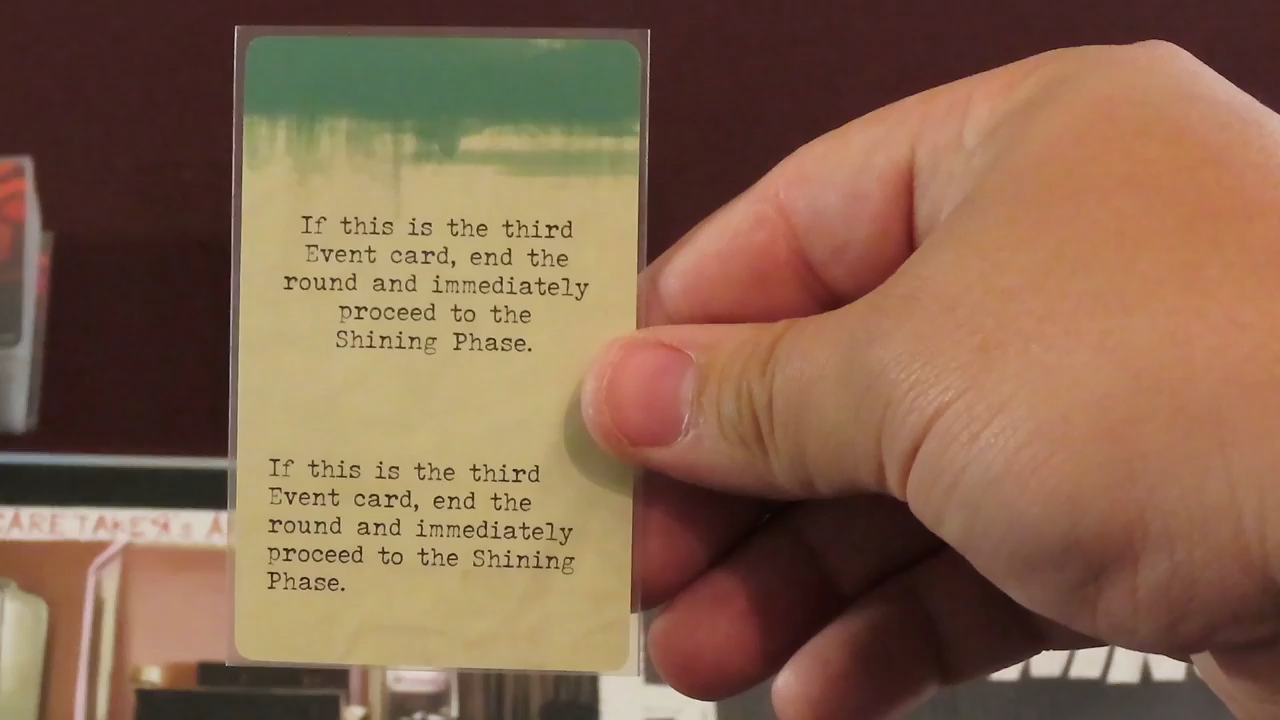 If this is the third
Event card, end the
round and immediately
proceed to the
Shining Phase.
If this is the third
Event card, end the
round and immediately
proceed to the Shining
Phase.
CARETAKER